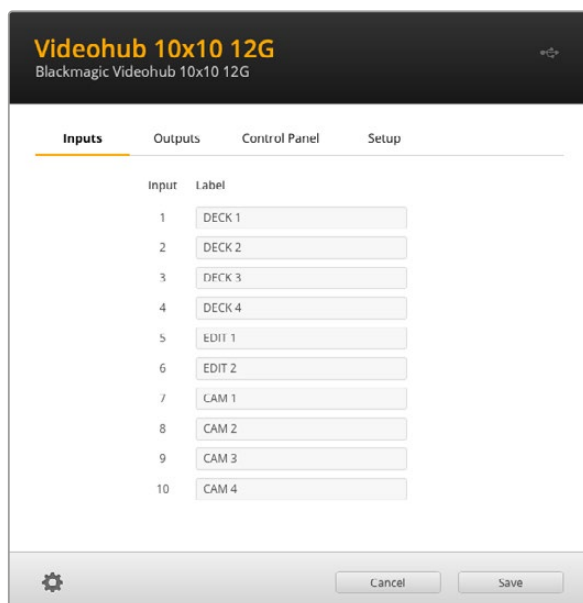 Videohub 10x10 12G
Blackmagic Videohub 10x10 12G
Inputs Outputs Control Panel Setup
Input Label
1 DECK 1
2 DECK 2
3 DECK 3
4 DECK 4
5 EDIT 1
6 EDIT 2
7 CAM 1
8 CAM 2
9 CAM 3
10 CAM 4
Cancel Save